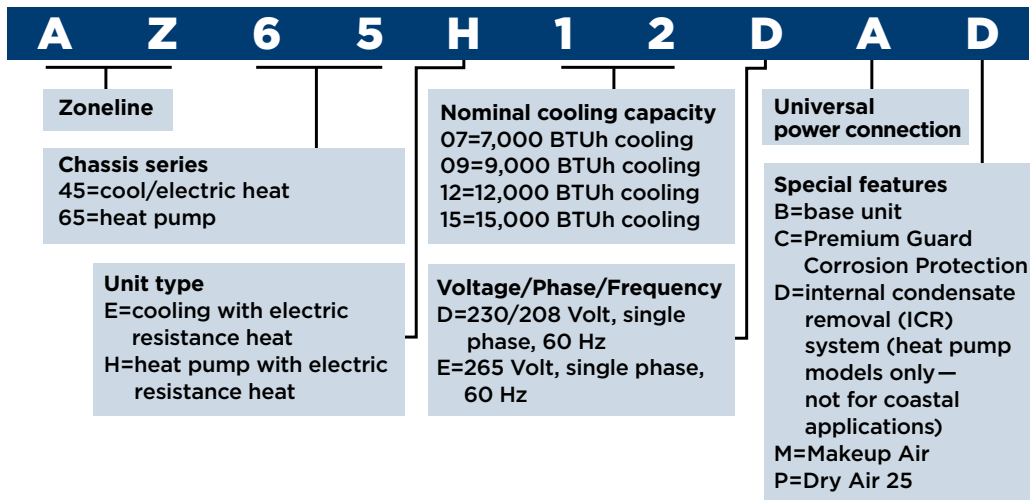 A Z 6 5 H 1 2 D A D
Zoneline
Chassis series
45=cool/electric heat
65=heat pump
Unit type
E=cooling with electric
resistance heat
H=heat pump with electric
resistance heat
Nominal cooling capacity
07=7,000 BTUh cooling
09=9,000 BTUh cooling
12=12,000 BTUh cooling
15=15,000 BTUh cooling
Voltage/Phase/Frequency
D=230/208 Volt, single
phase, 60 Hz
E=265 Volt, single phase,
60 Hz
Universal
power connection
Special features
B=base unit
C=Premium Guard
Corrosion Protection
D=internal condensate
removal (ICR)
system (heat pump
models only—
not for coastal
applications)
M=Makeup Air
P=Dry Air 25